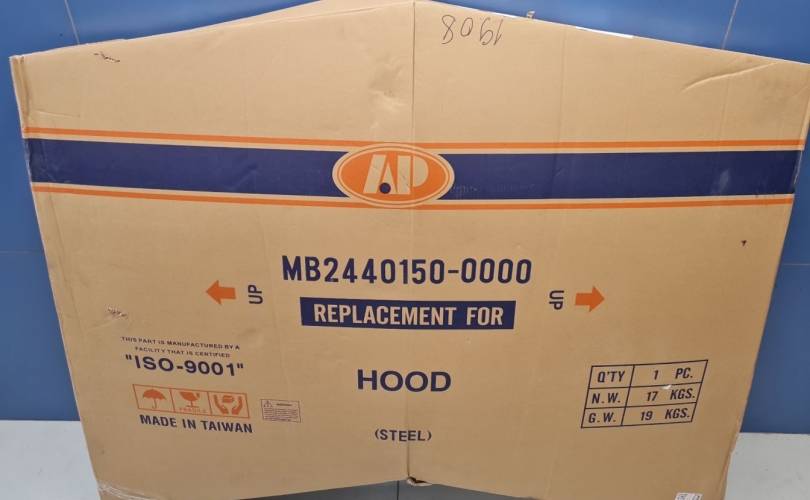 1908
AP
MB2440150-0000
UP
UP
REPLACEMENT FOR
THIS PART IS MANUFACTURED BY A
FACILITY THAT IS CERTIFIED
"ISO-9001"
HOOD
Q'TY 1 PC.
N.W. 17 KGS.
G.W. 19 KGS.
FRAGILE
MADE IN TAIWAN
(STEEL)